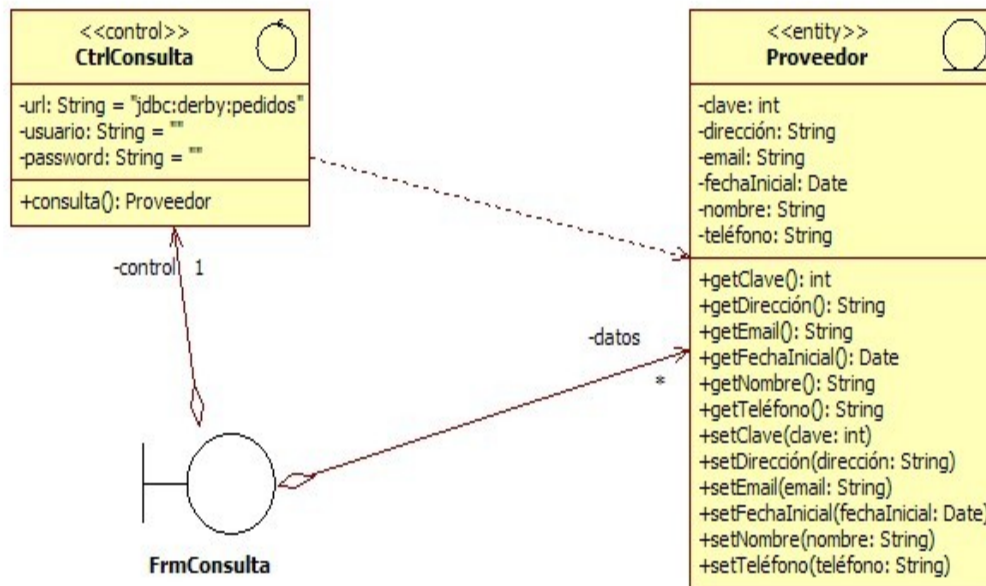 <<control>>
CtrlConsulta
-url: String = "jdbc:derby:pedidos"
-usuario: String = ""
-password: String = ""
+consulta(): Proveedor
<<entity>>
Proveedor
-clave: int
-dirección: String
-email: String
-fechaInicial: Date
-nombre: String
-teléfono: String
+getClave(): int
+getDirección(): String
+getEmail(): String
+getFechaInicial(): Date
+getNombre(): String
+getTeléfono(): String
+setClave(clave: int)
+setDirección(dirección: String)
+setEmail(email: String)
+setFechaInicial(fechaInicial: Date)
+setNombre(nombre: String)
+setTeléfono(teléfono: String)
-control 1
-datos
*
FrmConsulta